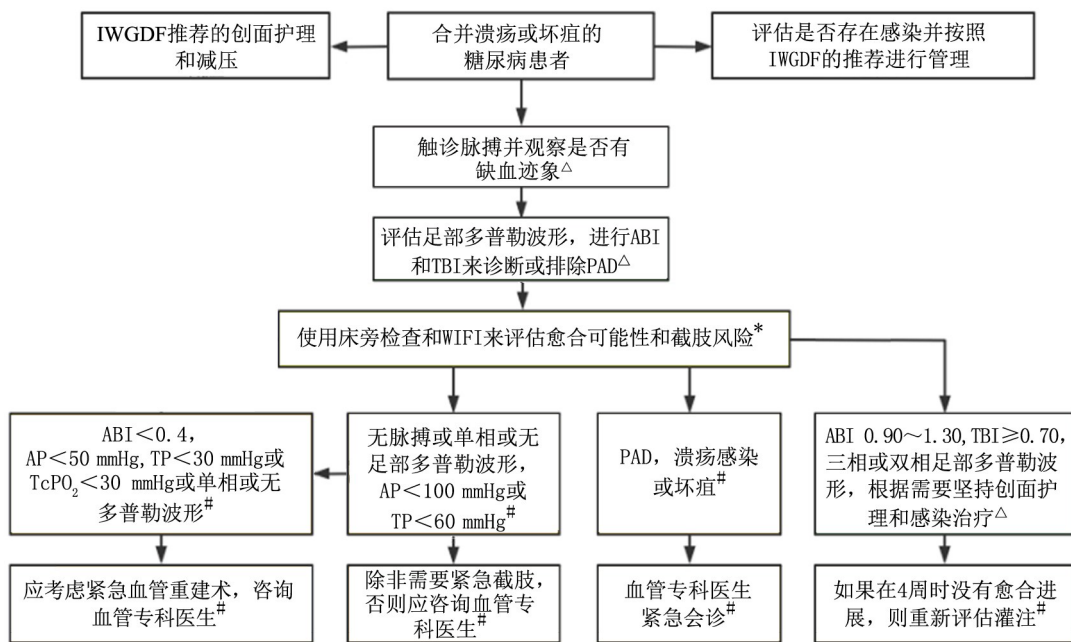 IWGDF推荐的创面护理
和减压
合并溃疡或坏疽的
糖尿病患者
评估是否存在感染并按照
IWGDF的推荐进行管理
触诊脉搏并观察是否有
缺血迹象△
评估足部多普勒波形，进行ABI
和TBI来诊断或排除PAD△
使用床旁检查和WIFI来评估愈合可能性和截肢风险*
ABI＜0.4，
AP＜50 mmHg,TP＜30 mmHg或
TcPO₂＜30 mmHg或单相或无
多普勒波形#
无脉搏或单相或无
足部多普勒波形，
AP＜100 mmHg或
TP＜60 mmHg#
PAD，溃疡感染
或坏疽#
ABI 0.90～1.30,TBI≥0.70，
三相或双相足部多普勒波
形，根据需要坚持创面护
理和感染治疗△
应考虑紧急血管重建术，咨询
血管专科医生#
除非需要紧急截肢，
否则应咨询血管专
科医生#
血管专科医生
紧急会诊#
如果在4周时没有愈合进
展，则重新评估灌注#